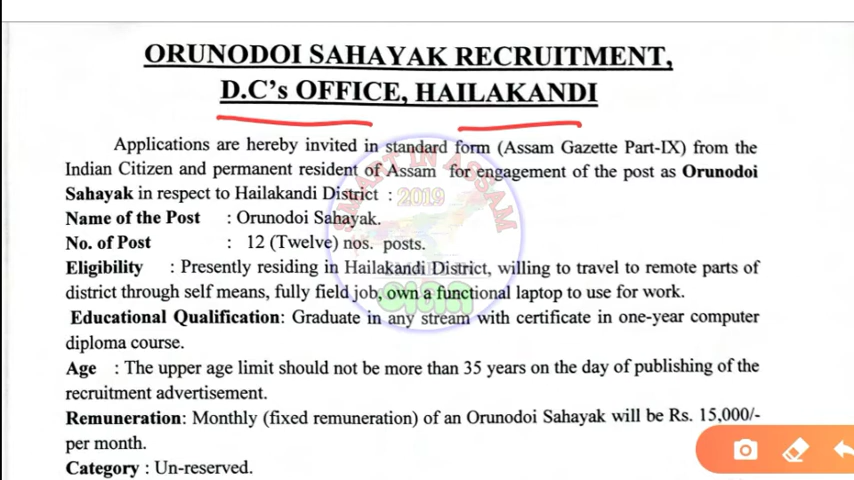 ORUNODOI SAHAYAK RECRUITMENT,
D.C's OFFICE, HAILAKANDI
Applications are hereby invited in standard form (Assam Gazette Part-IX) from the
Indian Citizen and permanent resident of Assam for engagement of the post as Orunodoi
Sahayak in respect to Hailakandi District :
Name of the Post : Orunodoi Sahayak.
No. of Post : 12 (Twelve) nos. posts.
Eligibility : Presently residing in Hailakandi District, willing to travel to remote parts of
district through self means, fully field job, own a functional laptop to use for work.
Educational Qualification: Graduate in any stream with certificate in one-year computer
diploma course.
Age : The upper age limit should not be more than 35 years on the day of publishing of the
recruitment advertisement.
Remuneration: Monthly (fixed remuneration) of an Orunodoi Sahayak will be Rs. 15,000/-
per month.
Category : Un-reserved.
SMART IN ASSAM
2019